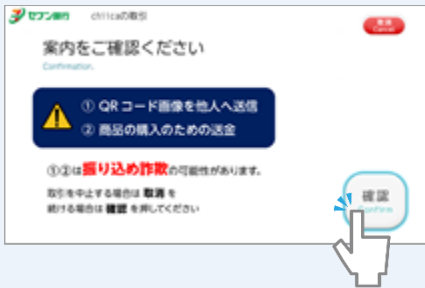 セブン銀行 chiicaの取引
取消
Cancel
案内をご確認ください
Confirmation.
① QRコード画像を他人へ送信
② 商品の購入のための送金
①②は振り込め詐欺の可能性があります。
取引を中止する場合は 取消 を
続ける場合は 確認 を押してください
確認
Confirm